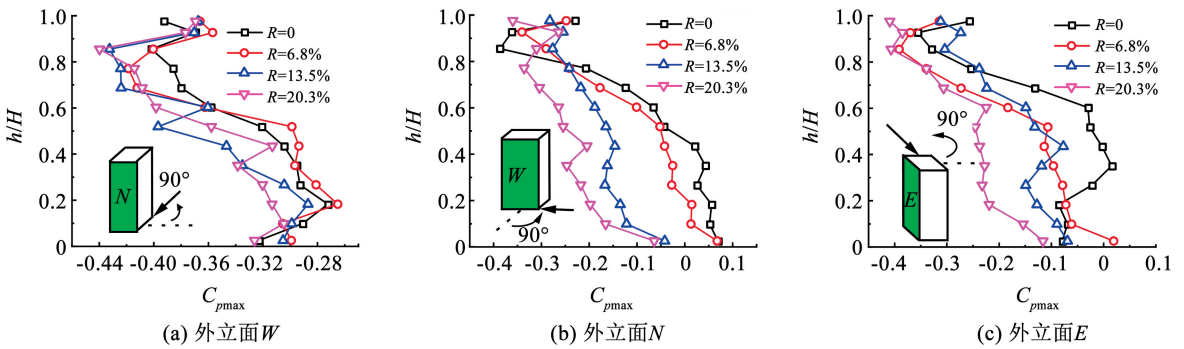 1.0
0.8
0.6
0.4
0.2
0
h/H
R=0
R=6.8%
R=13.5%
R=20.3%
N
90°
-0.44 -0.40 -0.36 -0.32 -0.28
Cpmax
(a) 外立面W
1.0
0.8
0.6
0.4
0.2
0
h/H
R=0
R=6.8%
R=13.5%
R=20.3%
W
90°
-0.4 -0.3 -0.2 -0.1 0 0.1
Cpmax
(b) 外立面N
1.0
0.8
0.6
0.4
0.2
0
h/H
R=0
R=6.8%
R=13.5%
R=20.3%
90°
E
-0.4 -0.3 -0.2 -0.1 0 0.1
Cpmax
(c) 外立面E